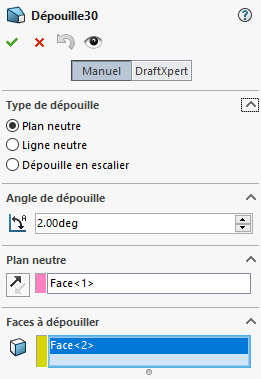 Dépouille30
Manuel
DraftXpert
Type de dépouille
Plan neutre
Ligne neutre
Dépouille en escalier
Angle de dépouille
2.00deg
Plan neutre
Face<1>
Faces à dépouiller
Face<2>